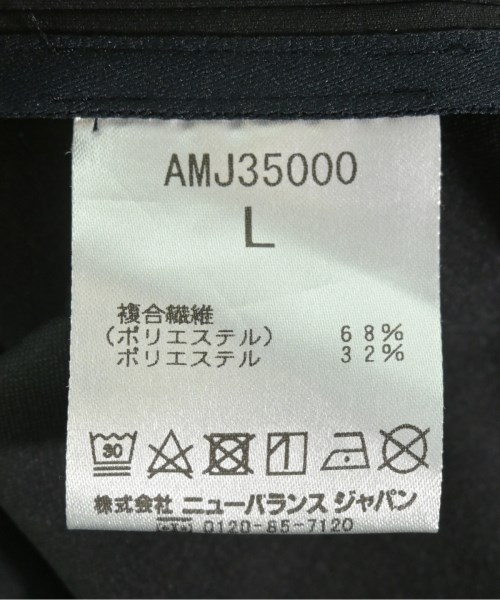 AMJ35000
L
複合繊維
(ポリエステル) 68%
ポリエステル 32%
30
株式会社 ニューバランス ジャパン
0120-85-7120